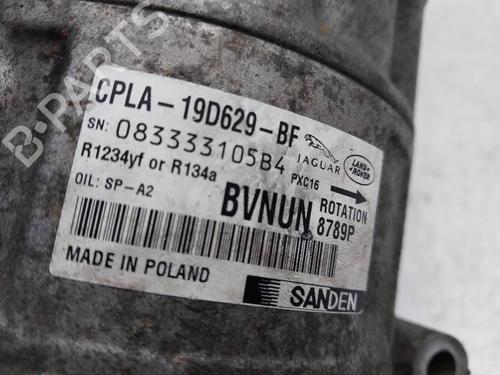 B-PARTS
CPLA-19D629-BF
SN: 083333105B4
JAGUAR
LAND ROVER
R1234yf or R134a
PXC16
OIL: SP-A2
BVNUN
ROTATION
8789P
MADE IN POLAND
SANDEN